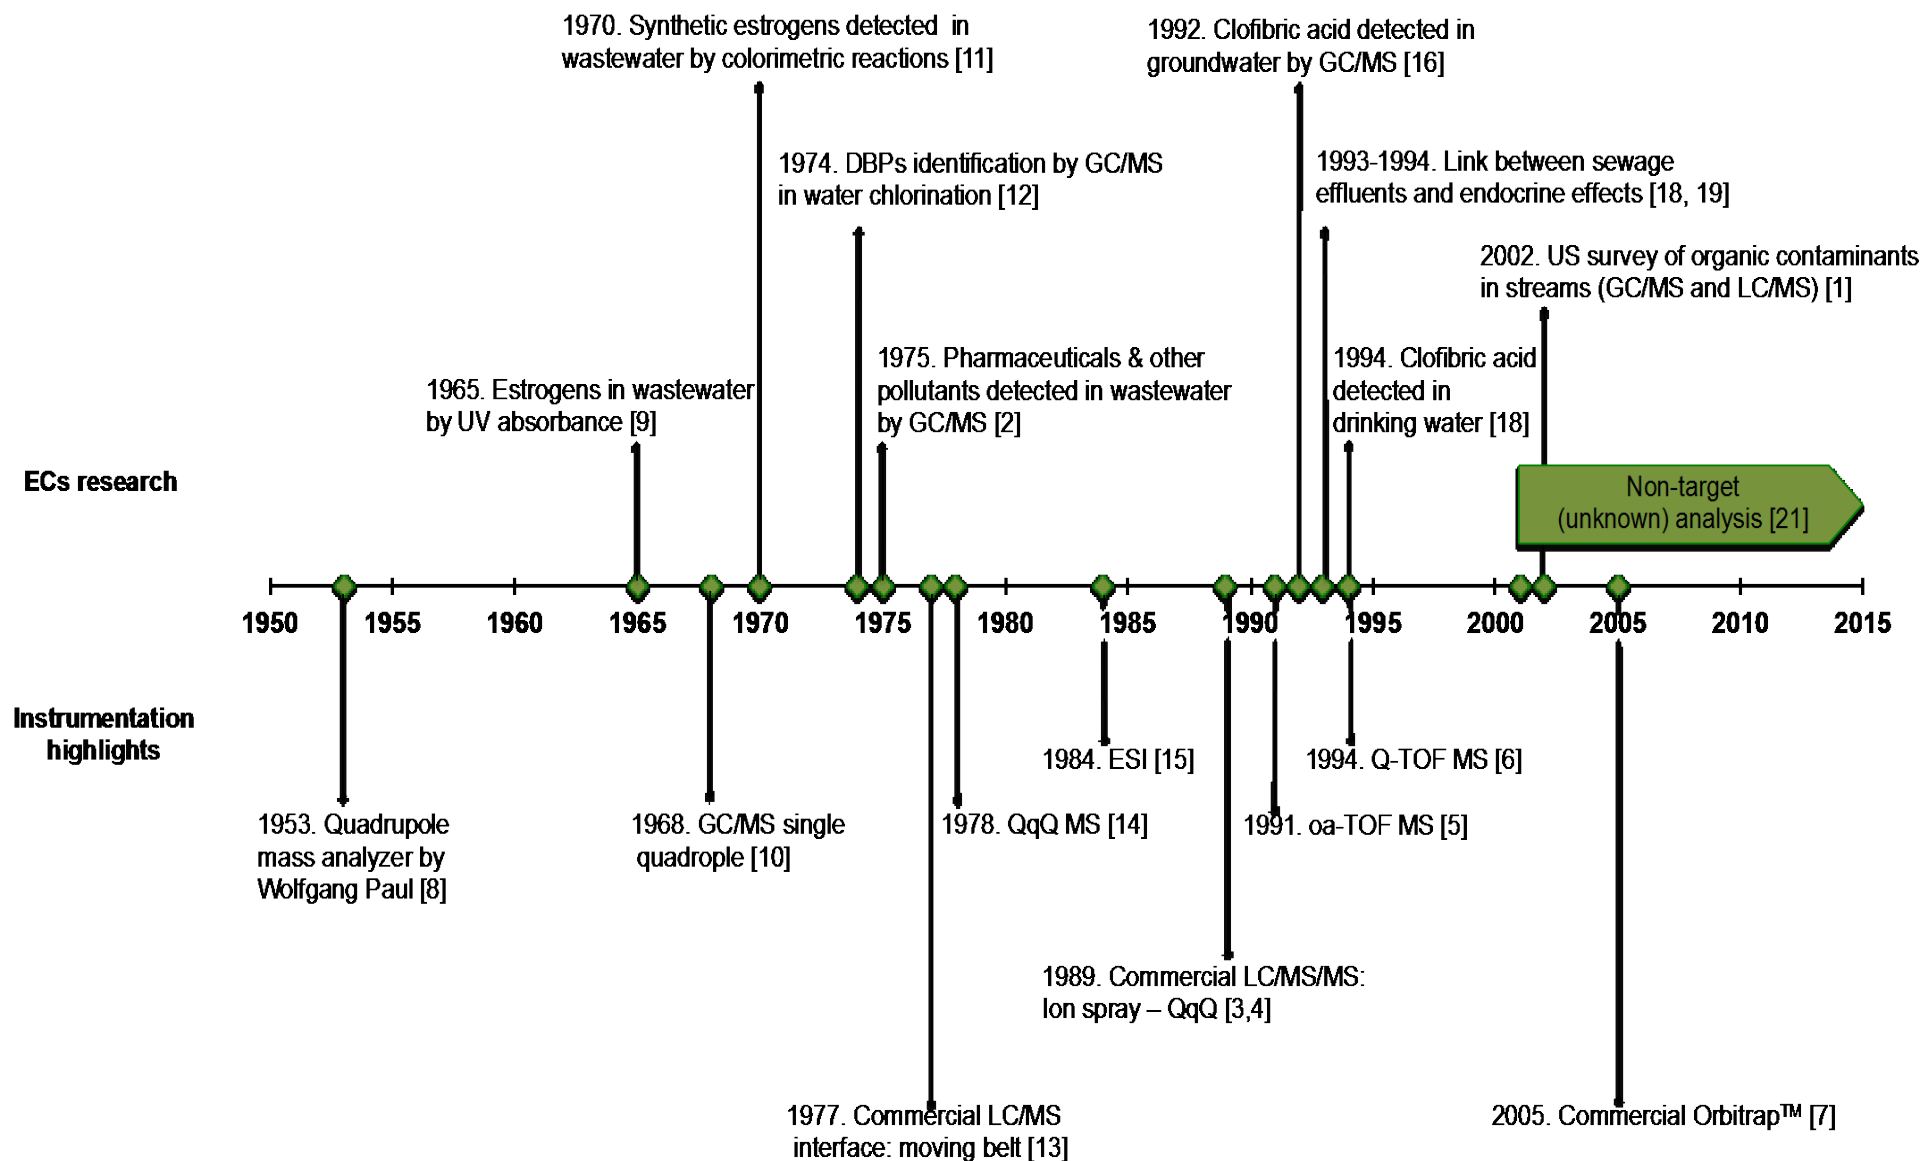 1970. Synthetic estrogens detected in
wastewater by colorimetric reactions [11]
1992. Clofibric acid detected in
groundwater by GC/MS [16]
1974. DBPs identification by GC/MS
in water chlorination [12]
1993-1994. Link between sewage
effluents and endocrine effects [18, 19]
2002. US survey of organic contaminants
in streams (GC/MS and LC/MS) [1]
1965. Estrogens in wastewater
by UV absorbance [9]
1975. Pharmaceuticals & other
pollutants detected in wastewater
by GC/MS [2]
1994. Clofibric acid
detected in
drinking water [18]
ECs research
Non-target
(unknown) analysis [21]
1950 1955 1960 1965 1970 1975 1980 1985 1990 1995 2000 2005 2010 2015
Instrumentation
highlights
1984. ESI [15]
1994. Q-TOF MS [6]
1953. Quadrupole
mass analyzer by
Wolfgang Paul [8]
1968. GC/MS single
quadrople [10]
1978. QqQ MS [14]
1991. oa-TOF MS [5]
1989. Commercial LC/MS/MS:
Ion spray – QqQ [3,4]
1977. Commercial LC/MS
interface: moving belt [13]
2005. Commercial Orbitrap™ [7]